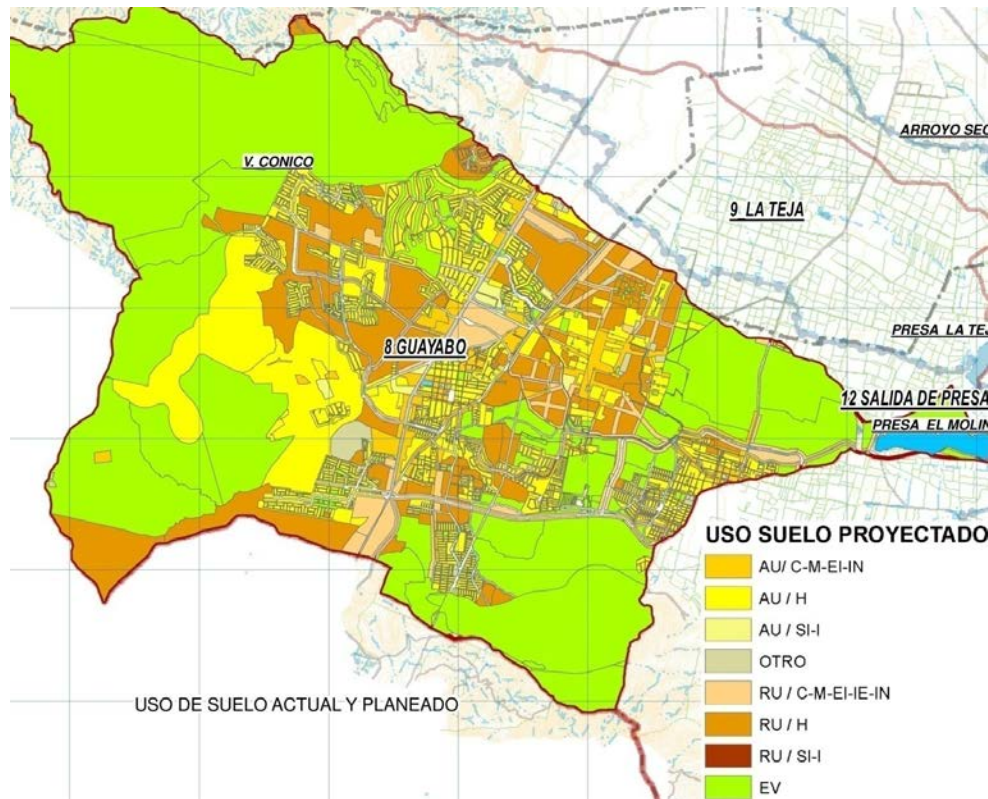 ARROYO SEC
V. CONICO
9 LA TEJA
PRESA LA TEJ
8 GUAYABO
12 SALIDA DE PRESA
PRESA EL MOLIN
USO SUELO PROYECTADO
AU/ C-M-EI-IN
AU / H
AU / SI-I
OTRO
RU / C-M-EI-IE-IN
USO DE SUELO ACTUAL Y PLANEADO
RU / H
RU / SI-I
EV